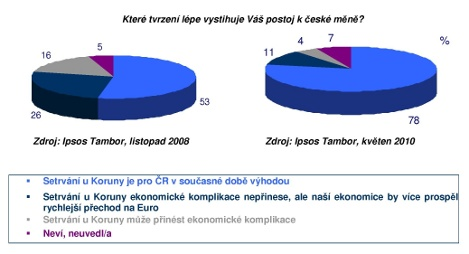 Které tvrzení lépe vystihuje Váš postoj k české měně?
5
16
53
26
4
7
%
11
78
Zdroj: Ipsos Tambor, listopad 2008
Zdroj: Ipsos Tambor, květen 2010
Setrvání u Koruny je pro ČR v současné době výhodou
Setrvání u Koruny ekonomické komplikace nepřinese, ale naší ekonomice by více prospěl
rychlejší přechod na Euro
Setrvání u Koruny může přinést ekonomické komplikace
Neví, neuvedl/a